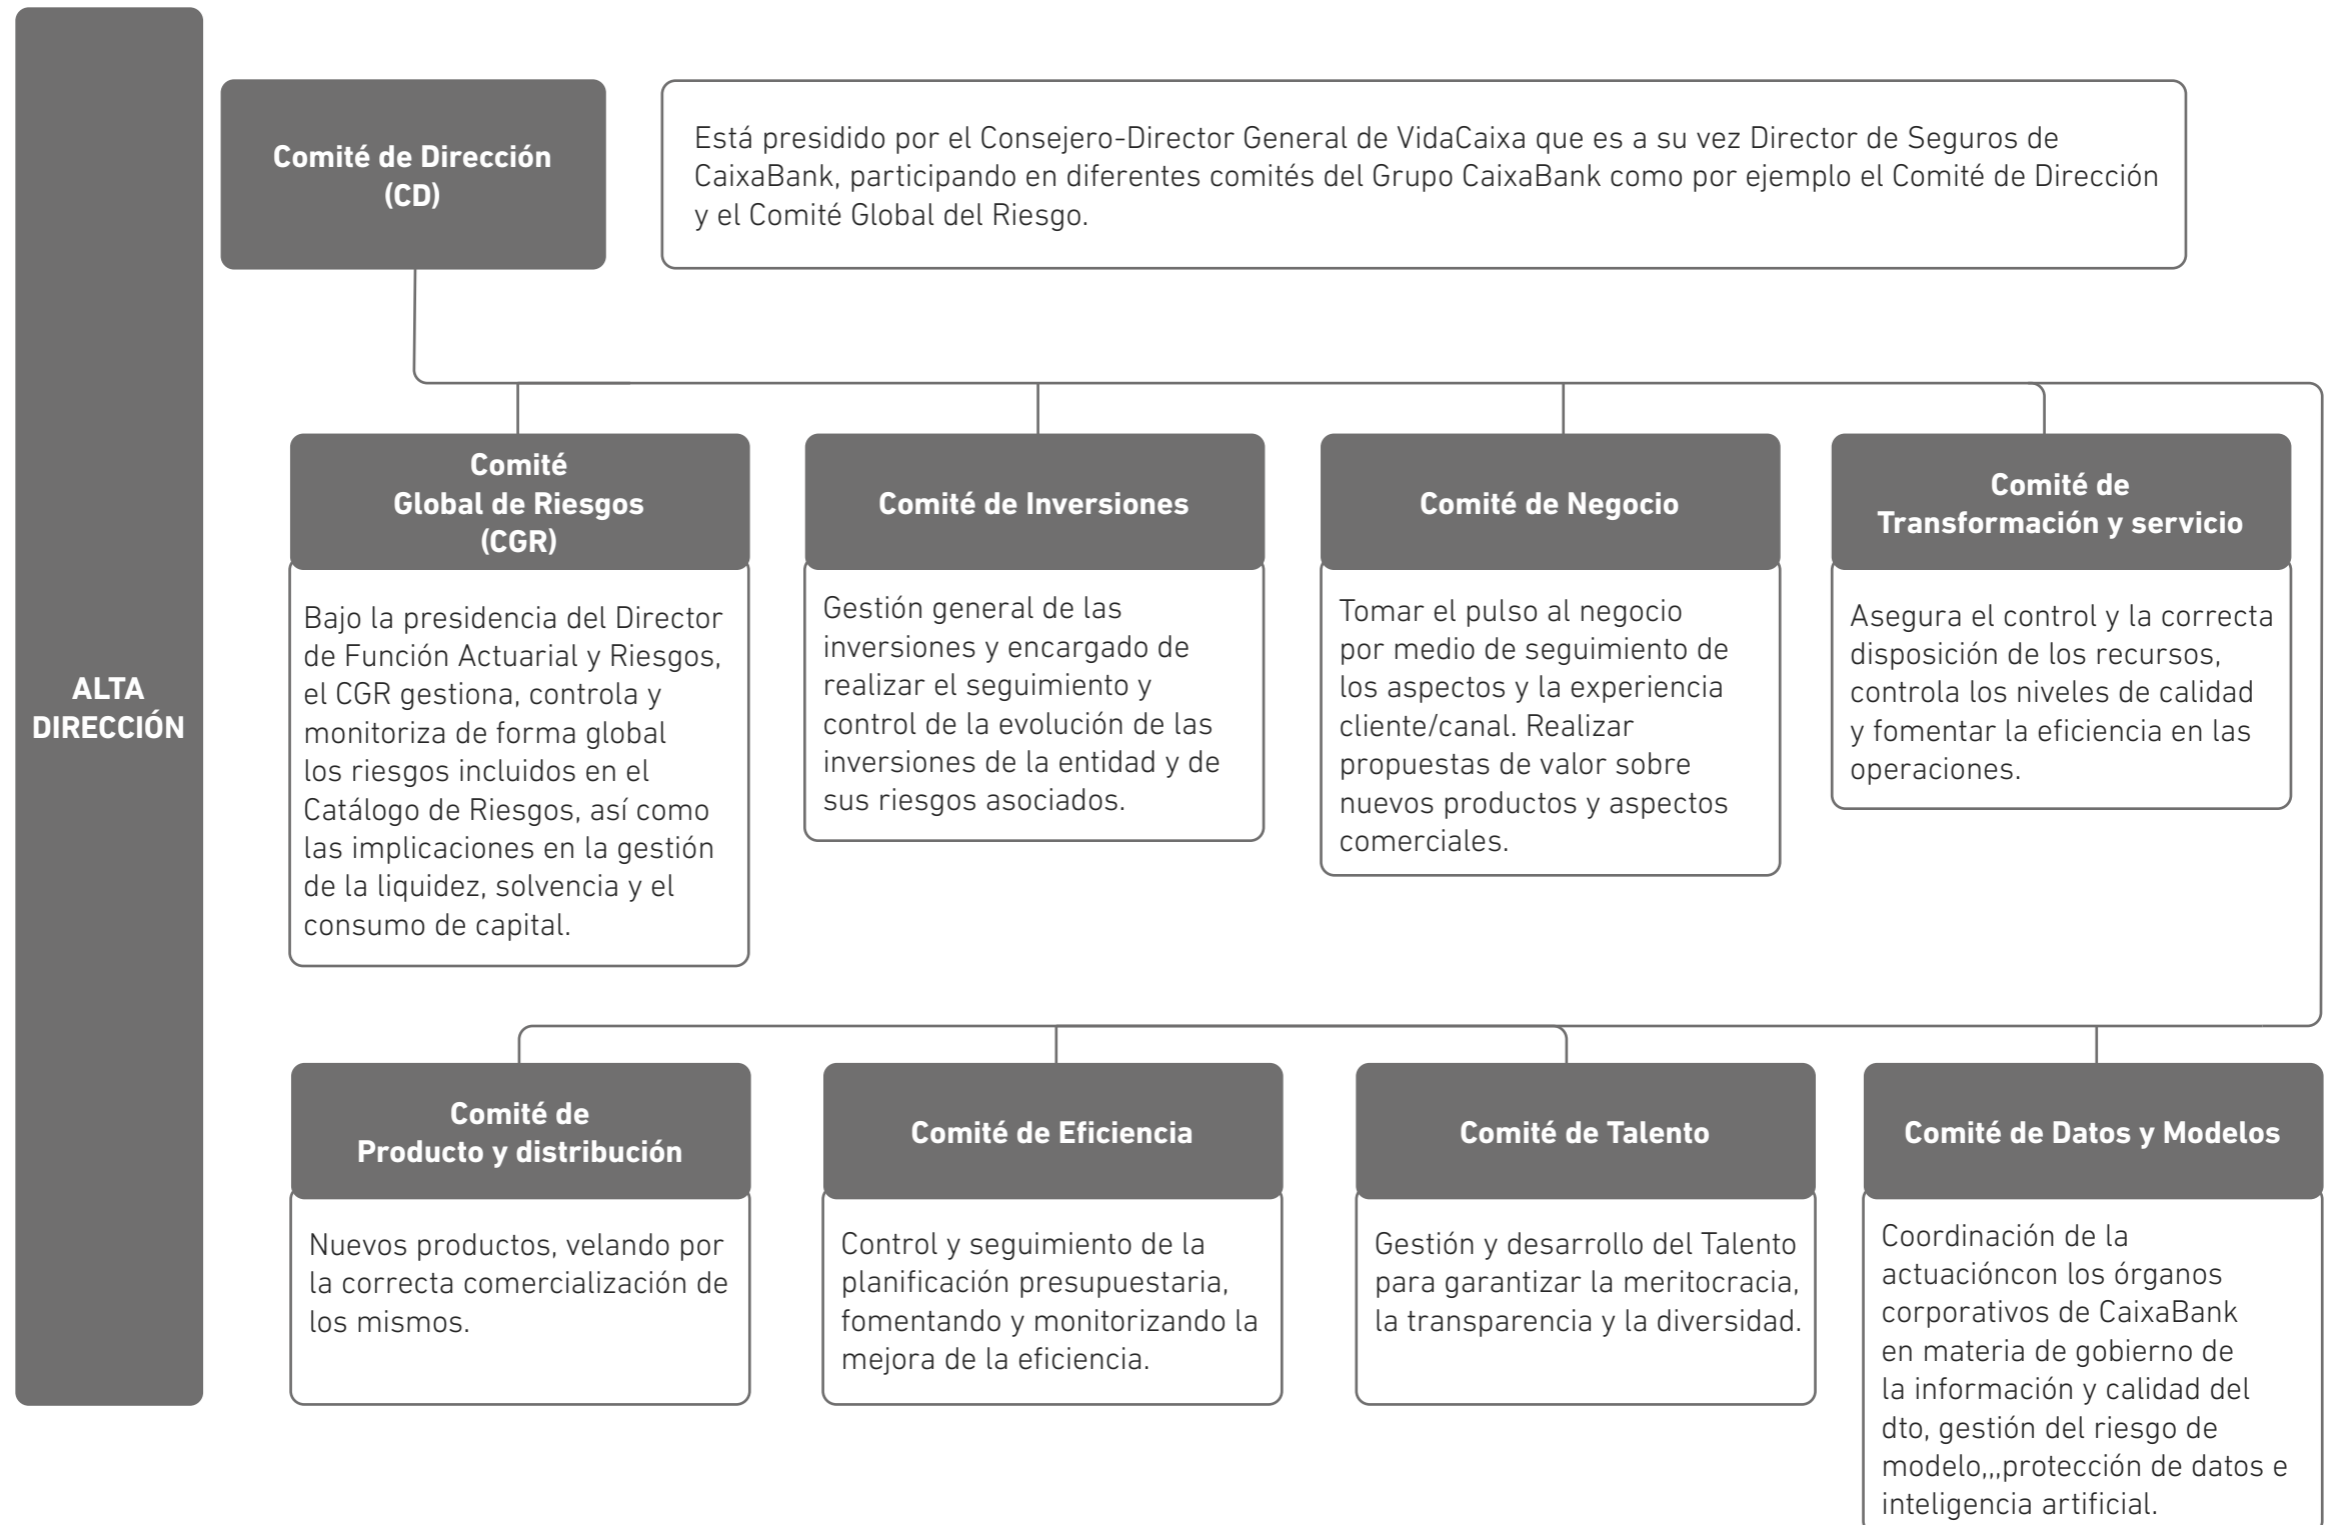 ALTA
DIRECCIÓN
Comité de Dirección
(CD)
Está presidido por el Consejero-Director General de VidaCaixa que es a su vez Director de Seguros de
CaixaBank, participando en diferentes comités del Grupo CaixaBank como por ejemplo el Comité de Dirección
y el Comité Global del Riesgo.
Comité
Global de Riesgos
(CGR)
Bajo la presidencia del Director
de Función Actuarial y Riesgos,
el CGR gestiona, controla y
monitoriza de forma global
los riesgos incluidos en el
Catálogo de Riesgos, así como
las implicaciones en la gestión
de la liquidez, solvencia y el
consumo de capital.
Comité de Inversiones
Gestión general de las
inversiones y encargado de
realizar el seguimiento y
control de la evolución de las
inversiones de la entidad y de
sus riesgos asociados.
Comité de Negocio
Tomar el pulso al negocio
por medio de seguimiento de
los aspectos y la experiencia
cliente/canal. Realizar
propuestas de valor sobre
nuevos productos y aspectos
comerciales.
Comité de
Transformación y servicio
Asegura el control y la correcta
disposición de los recursos,
controla los niveles de calidad
y fomentar la eficiencia en las
operaciones.
Comité de
Producto y distribución
Nuevos productos, velando por
la correcta comercialización de
los mismos.
Comité de Eficiencia
Control y seguimiento de la
planificación presupuestaria,
fomentando y monitorizando la
mejora de la eficiencia.
Comité de Talento
Gestión y desarrollo del Talento
para garantizar la meritocracia,
la transparencia y la diversidad.
Comité de Datos y Modelos
Coordinación de la
actuacióncon los órganos
corporativos de CaixaBank
en materia de gobierno de
la información y calidad del
dto, gestión del riesgo de
modelo,,,protección de datos e
inteligencia artificial.